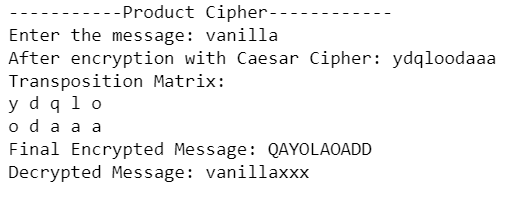 -----------Product Cipher------------
Enter the message: vanilla
After encryption with Caesar Cipher: ydqloodaaa
Transposition Matrix:
y d q l o
o d a a a
Final Encrypted Message: QAYOLAOADD
Decrypted Message: vanillaxxx